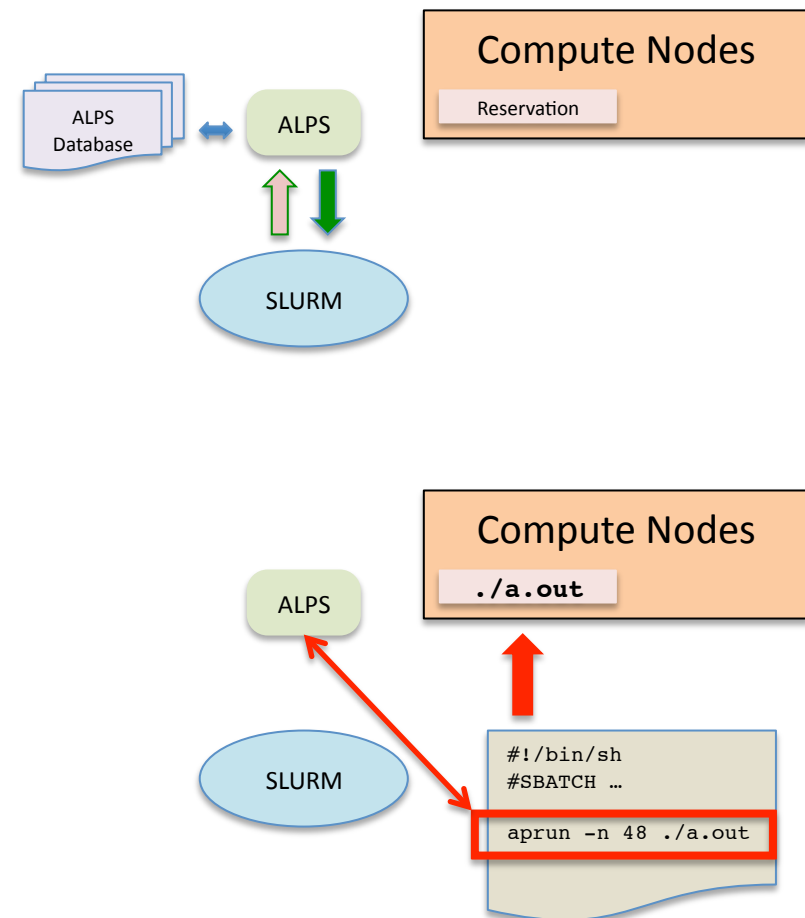 Compute Nodes
Reservation
ALPS
Database
ALPS
SLURM
Compute Nodes
./a.out
ALPS
SLURM
#!/bin/sh
#SBATCH …
aprun -n 48 ./a.out